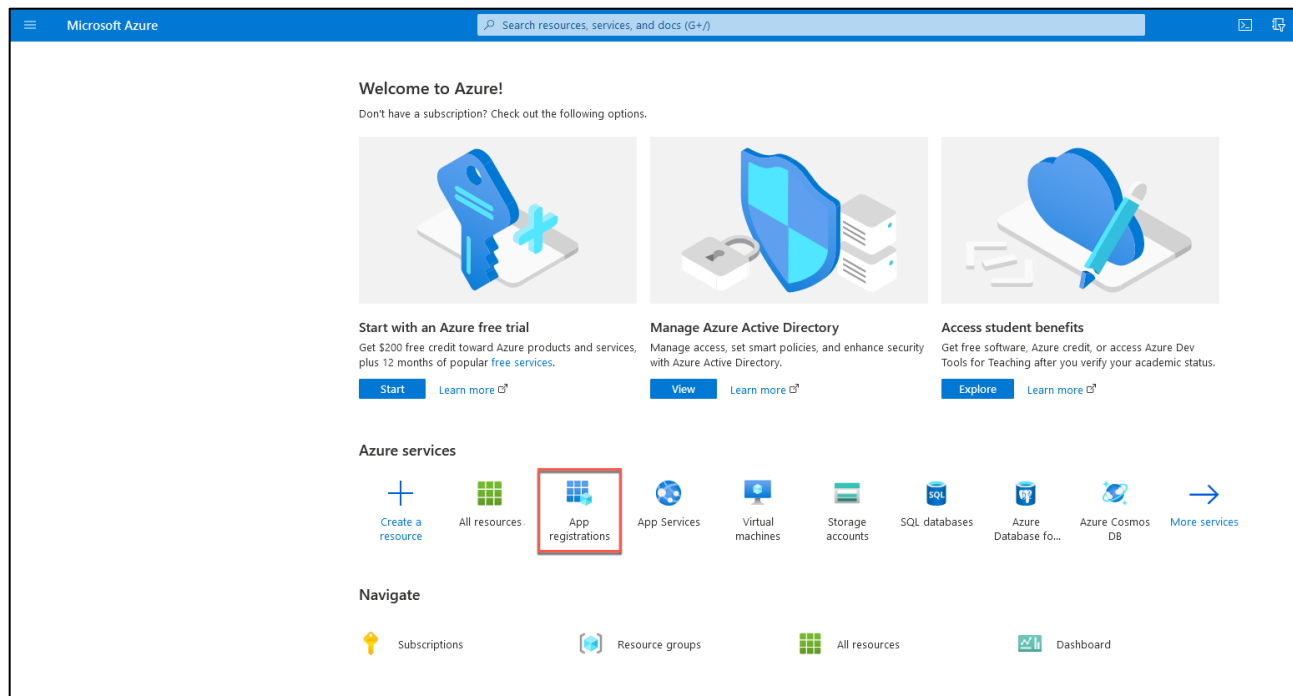 Microsoft Azure
Search resources, services, and docs (G+/)
Welcome to Azure!
Don't have a subscription? Check out the following options.
Start with an Azure free trial
Get $200 free credit toward Azure products and services,
plus 12 months of popular free services.
Start
Learn more
Manage Azure Active Directory
Manage access, set smart policies, and enhance security
with Azure Active Directory.
View
Learn more
Access student benefits
Get free software, Azure credit, or access Azure Dev
Tools for Teaching after you verify your academic status.
Explore
Learn more
Azure services
Create a
resource
All resources
App
registrations
App Services
Virtual
machines
Storage
accounts
SQL
SQL databases
Azure
Database fo...
Azure Cosmos
DB
More services
Navigate
Subscriptions
Resource groups
All resources
Dashboard